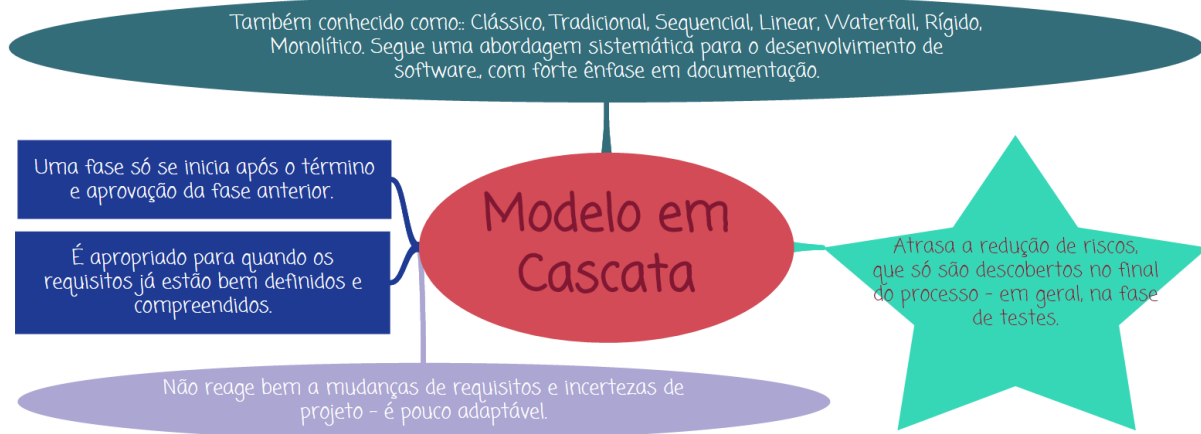 Também conhecido como:: Clássico, Tradicional, Sequencial, Linear, Waterfall, Rígido,
Monolítico. Segue uma abordagem sistemática para o desenvolvimento de
software., com forte ênfase em documentação.
Uma fase só se inicia após o término
e aprovação da fase anterior.
É apropriado para quando os
requisitos já estão bem definidos e
compreendidos.
Modelo em
Cascata
Atrasa a redução de riscos,
que só são descobertos no final
do processo - em geral, na fase
de testes.
Não reage bem a mudanças de requisitos e incertezas de
projeto - é pouco adaptável.